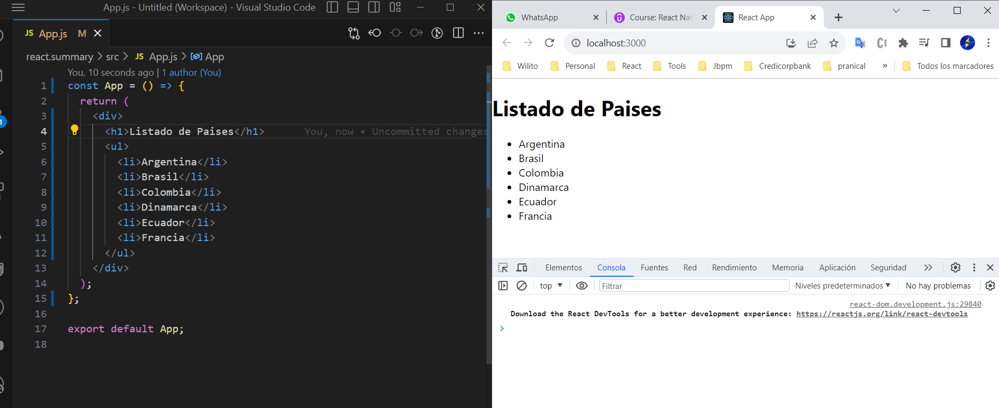 App.js - Untitled (Workspace) - Visual Studio Code
JS App.js M
react.summary > src > JS App.js > App
You, 10 seconds ago | 1 author (You)
1 const App = () => {
2 return (
3 <div>
4 <h1>Listado de Paises</h1> You, now • Uncommitted changes
5 <ul>
6 <li>Argentina</li>
7 <li>Brasil</li>
8 <li>Colombia</li>
9 <li>Dinamarca</li>
10 <li>Ecuador</li>
11 <li>Francia</li>
12 </ul>
13 </div>
14 );
15 };
16
17 export default App;
18
WhatsApp
Course: React Nat
React App
localhost:3000
Wilito Personal React Tools Jbpm Credicorpbank pranical » Todos los marcadores
Listado de Paises
• Argentina
• Brasil
• Colombia
• Dinamarca
• Ecuador
• Francia
Elementos Consola Fuentes Red Rendimiento Memoria Aplicación Seguridad
top Filtrar Niveles predeterminados No hay problemas
react-dom.development.js:29840
Download the React DevTools for a better development experience: https://reactjs.org/link/react-devtools